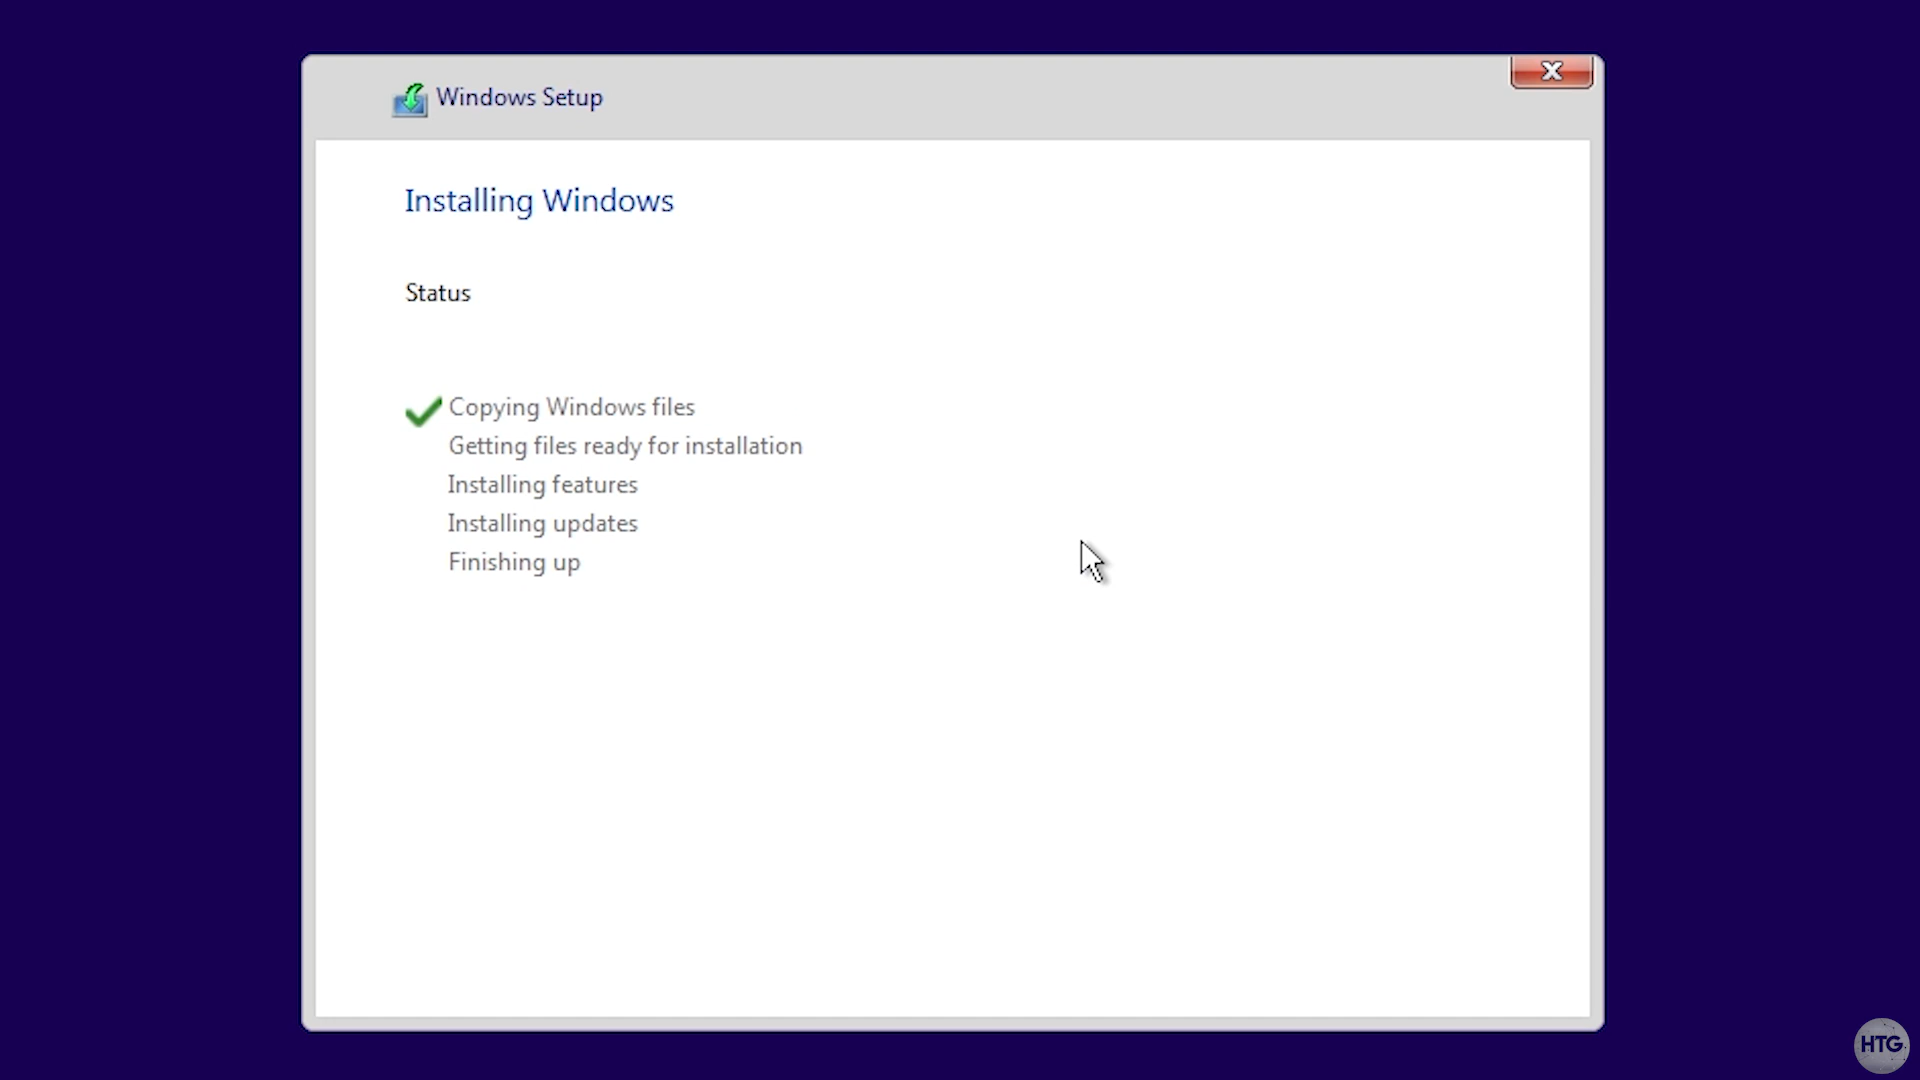 Windows Setup
Installing Windows
Status
Copying Windows files
Getting files ready for installation
Installing features
Installing updates
Finishing up
HTG